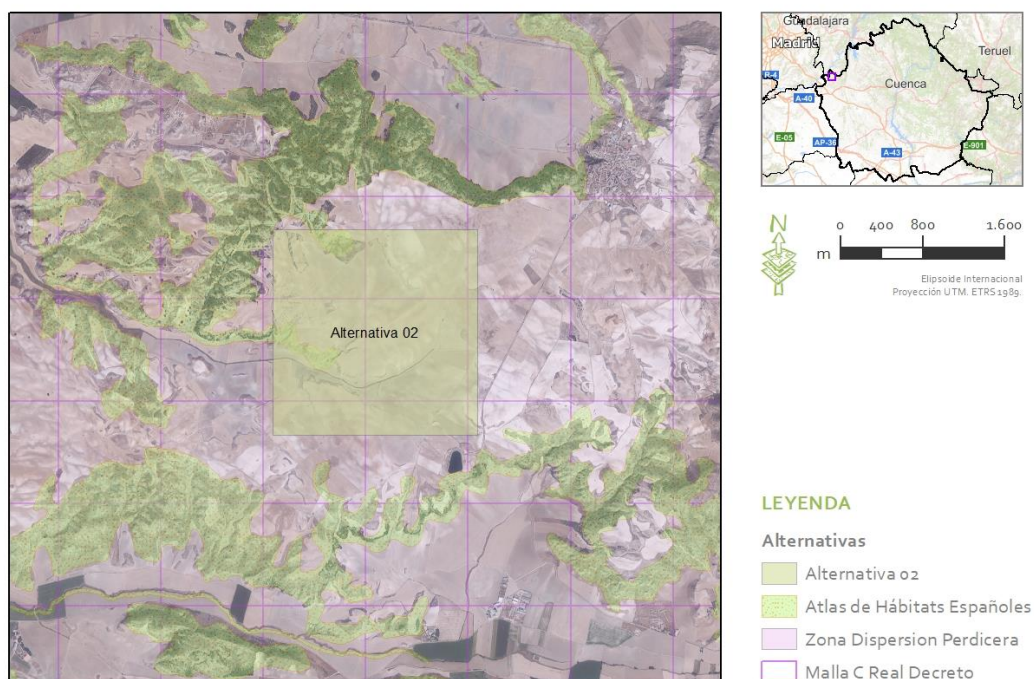 Alternativa 02
Guadalajara
Madrid
Teruel
R-4
Cuenca
A-40
E-05
AP-36
A-43
E-901
N
0 400 800 1.600
m
Elipsoide Internacional
Proyección UTM. ETRS 1989.
LEYENDA
Alternativas
Alternativa 02
Atlas de Hábitats Españoles
Zona Dispersion Perdicera
Malla C Real Decreto